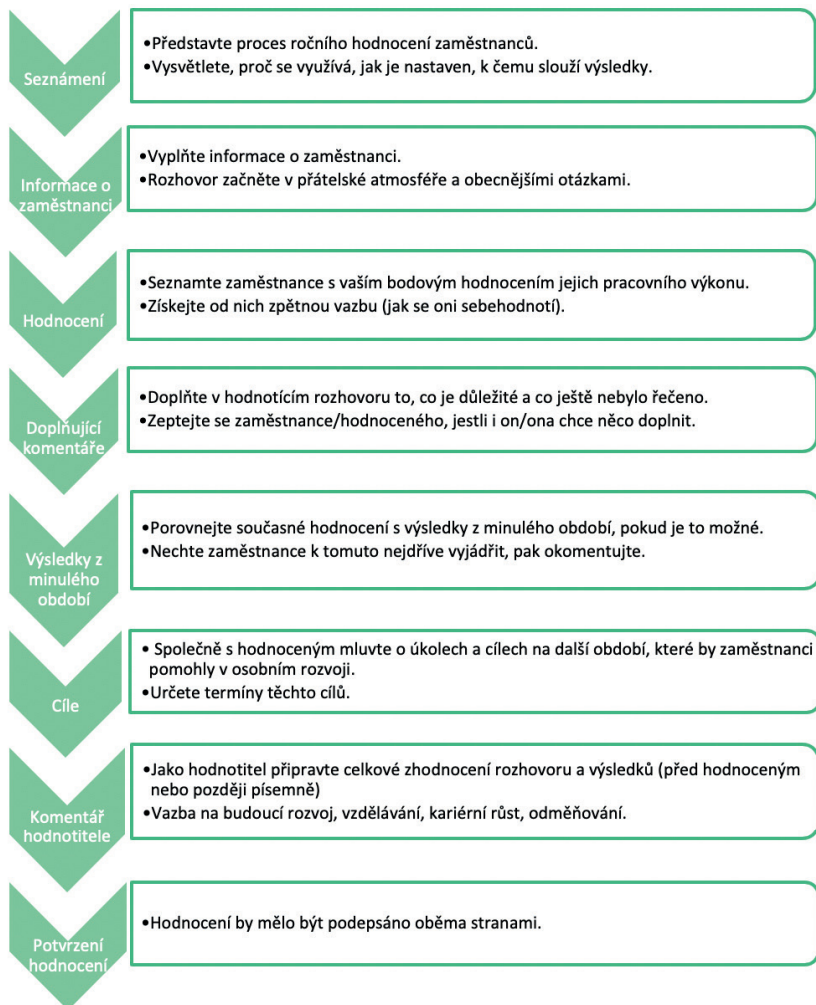 Seznámení
•Představte proces ročního hodnocení zaměstnanců.
•Vysvětlete, proč se využívá, jak je nastaven, k čemu slouží výsledky.
Informace o
zaměstnanci
•Vyplňte informace o zaměstnanci.
•Rozhovor začněte v přátelské atmosféře a obecnějšími otázkami.
Hodnocení
•Seznamte zaměstnance s vaším bodovým hodnocením jejich pracovního výkonu.
•Získejte od nich zpětnou vazbu (jak se oni sebehodnotí).
Doplňující
komentáře
•Doplňte v hodnotícím rozhovoru to, co je důležité a co ještě nebylo řečeno.
•Zeptejte se zaměstnance/hodnoceného, jestli i on/ona chce něco doplnit.
Výsledky z
minulého
období
•Porovnejte současné hodnocení s výsledky z minulého období, pokud je to možné.
•Nechte zaměstnance k tomuto nejdříve vyjádřit, pak okomentujte.
Cíle
• Společně s hodnoceným mluvte o úkolech a cílech na další období, které by zaměstnanci
pomohly v osobním rozvoji.
•Určete termíny těchto cílů.
Komentář
hodnotitele
•Jako hodnotitel připravte celkové zhodnocení rozhovoru a výsledků (před hodnoceným
nebo později písemně)
•Vazba na budoucí rozvoj, vzdělávání, kariérní růst, odměňování.
Potvrzení
hodnocení
•Hodnocení by mělo být podepsáno oběma stranami.